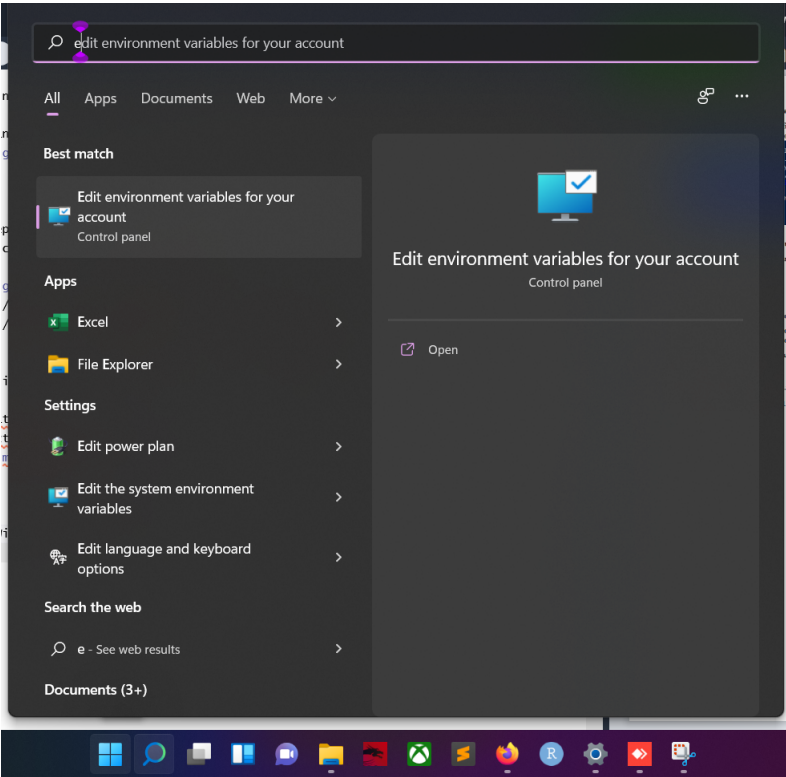 edit environment variables for your account
All Apps Documents Web More
Best match
Edit environment variables for your
account
Control panel
Edit environment variables for your account
Control panel
Open
Apps
Excel
File Explorer
Settings
Edit power plan
Edit the system environment
variables
Edit language and keyboard
options
Search the web
e - See web results
Documents (3+)
R